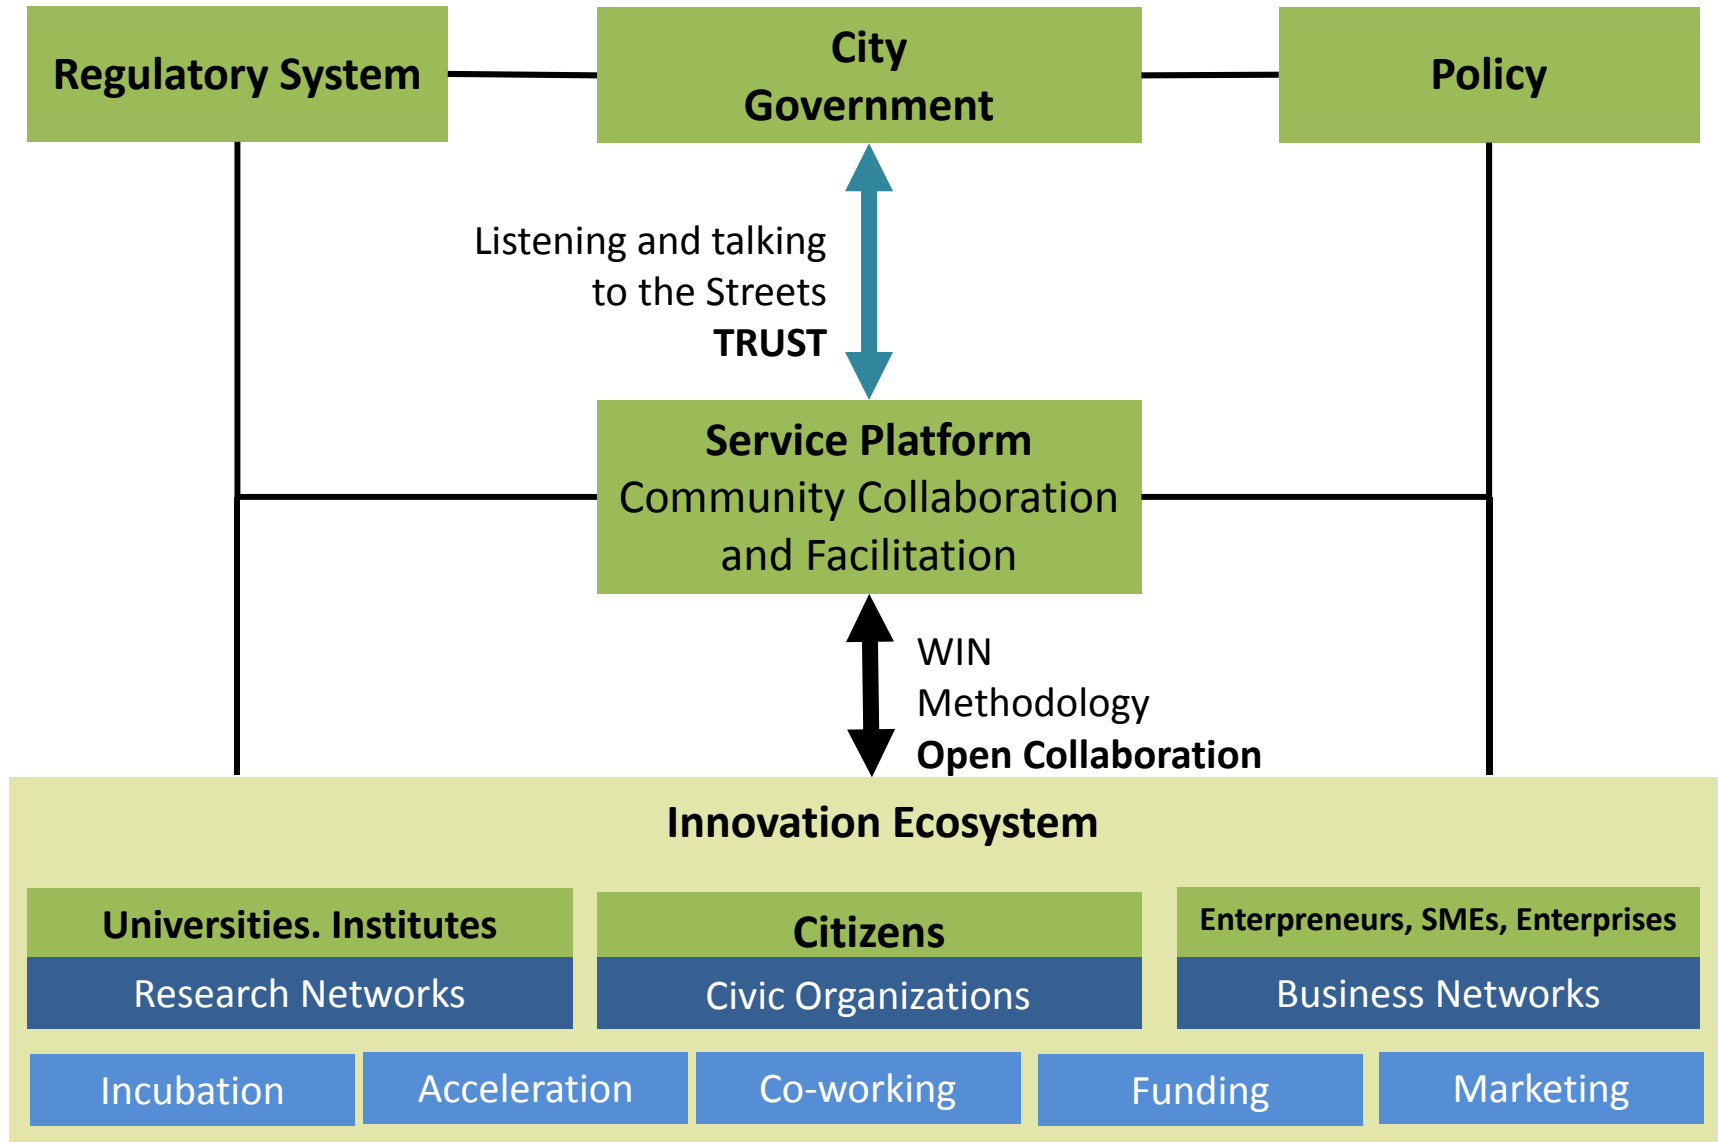 Regulatory System
City
Government
Policy
Listening and talking
to the Streets
TRUST
Service Platform
Community Collaboration
and Facilitation
WIN
Methodology
Open Collaboration
Innovation Ecosystem
Universities. Institutes
Research Networks
Citizens
Civic Organizations
Enterpreneurs, SMEs, Enterprises
Business Networks
Incubation
Acceleration
Co-working
Funding
Marketing